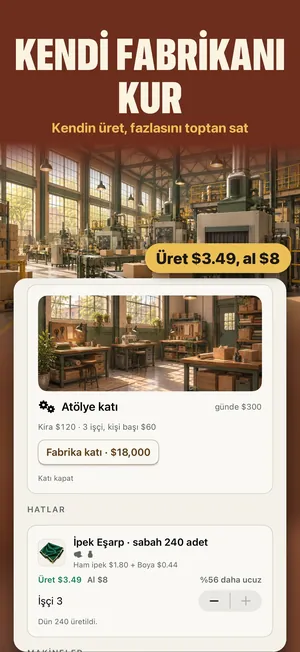 KENDİ FABRİKANI
KUR
Kendin üret, fazlasını toptan sat
Üret $3.49, al $8
Atölye katı
günde $300
Kira $120 · 3 işçi, kişi başı $60
Fabrika katı · $18,000
Katı kapat
HATLAR
İpek Eşarp · sabah 240 adet
Ham ipek $1.80 + Boya $0.44
Üret $3.49 Al $8
%56 daha ucuz
İşçi 3
Dün 240 üretildi.
MAKİNELER